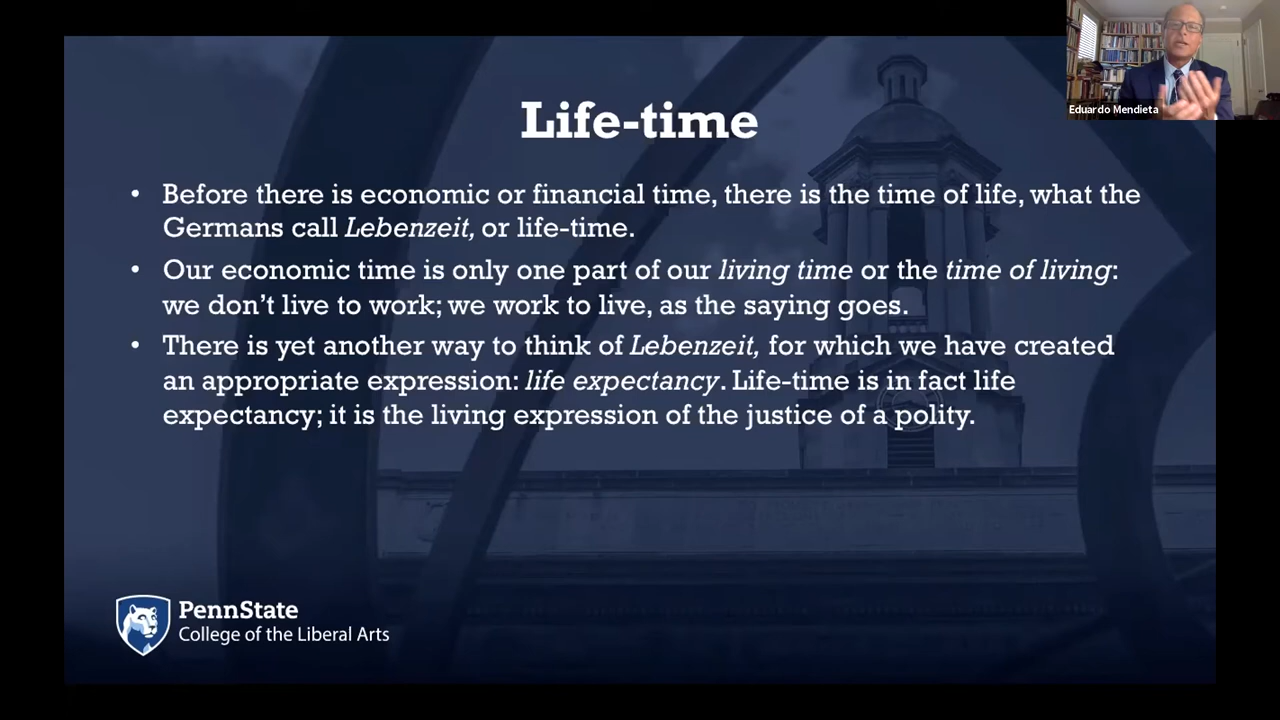 Eduardo Mendieta
Life-time
• Before there is economic or financial time, there is the time of life, what the
Germans call Lebenzeit, or life-time.
• Our economic time is only one part of our living time or the time of living:
we don't live to work; we work to live, as the saying goes.
• There is yet another way to think of Lebenzeit, for which we have created
an appropriate expression: life expectancy. Life-time is in fact life
expectancy; it is the living expression of the justice of a polity.
PennState
College of the Liberal Arts